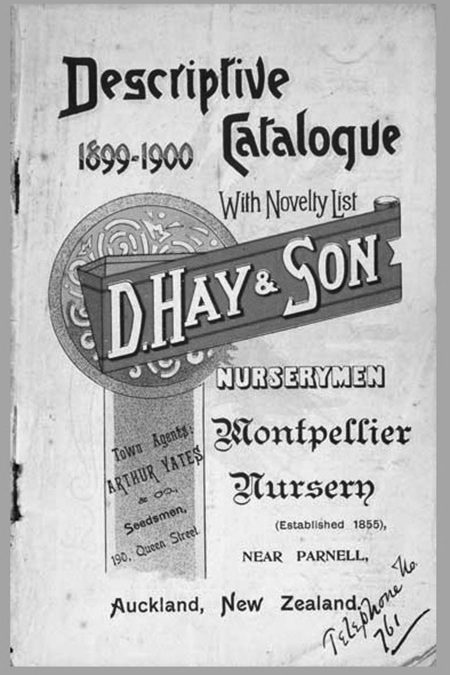 Descriptive
1899-1900 Catalogue
With Novelty List
D. HAY & SON
NURSERYMEN
Montpellier
Nursery
(Established 1855),
NEAR PARNELL,
Town Agents:
ARTHUR YATES
& CO.,
Seedsmen,
190, Queen Street.
Auckland, New Zealand.
Telephone No.
761